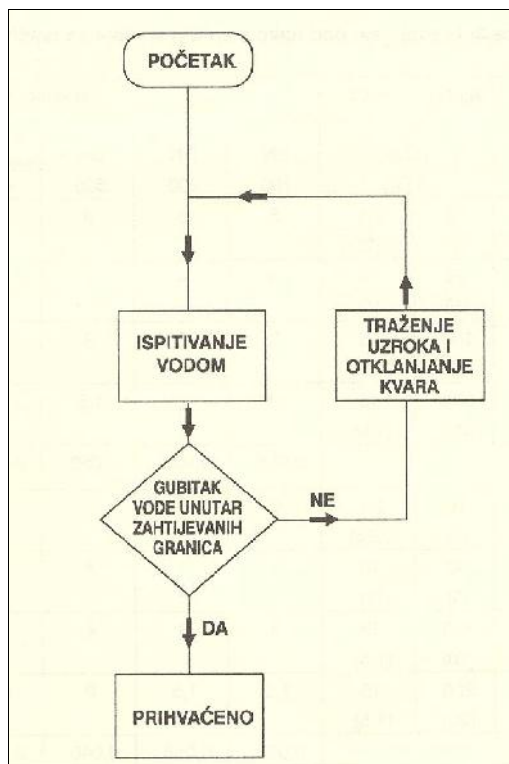 POČETAK
ISPITIVANJE
VODOM
TRAŽENJE
UZROKA I
OTKLANJANJE
KVARA
GUBITAK
VODE UNUTAR
ZAHTIJEVANIH
GRANICA
NE
DA
PRIHVAĆENO